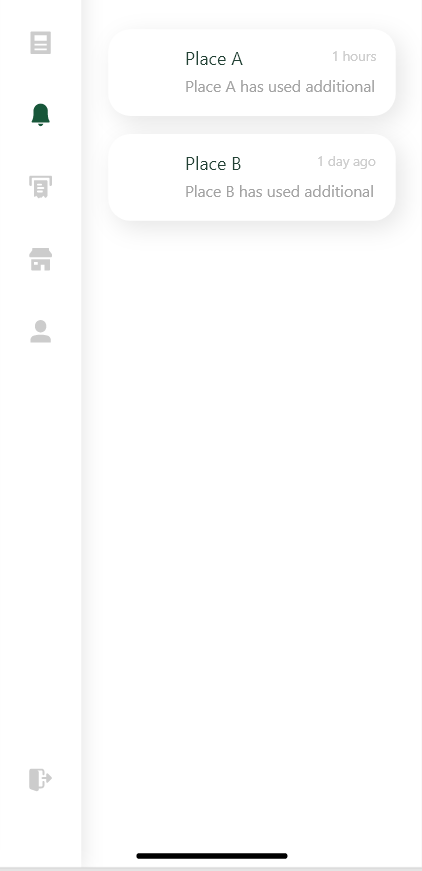 Place A
1 hours
Place A has used additional
Place B
1 day ago
Place B has used additional